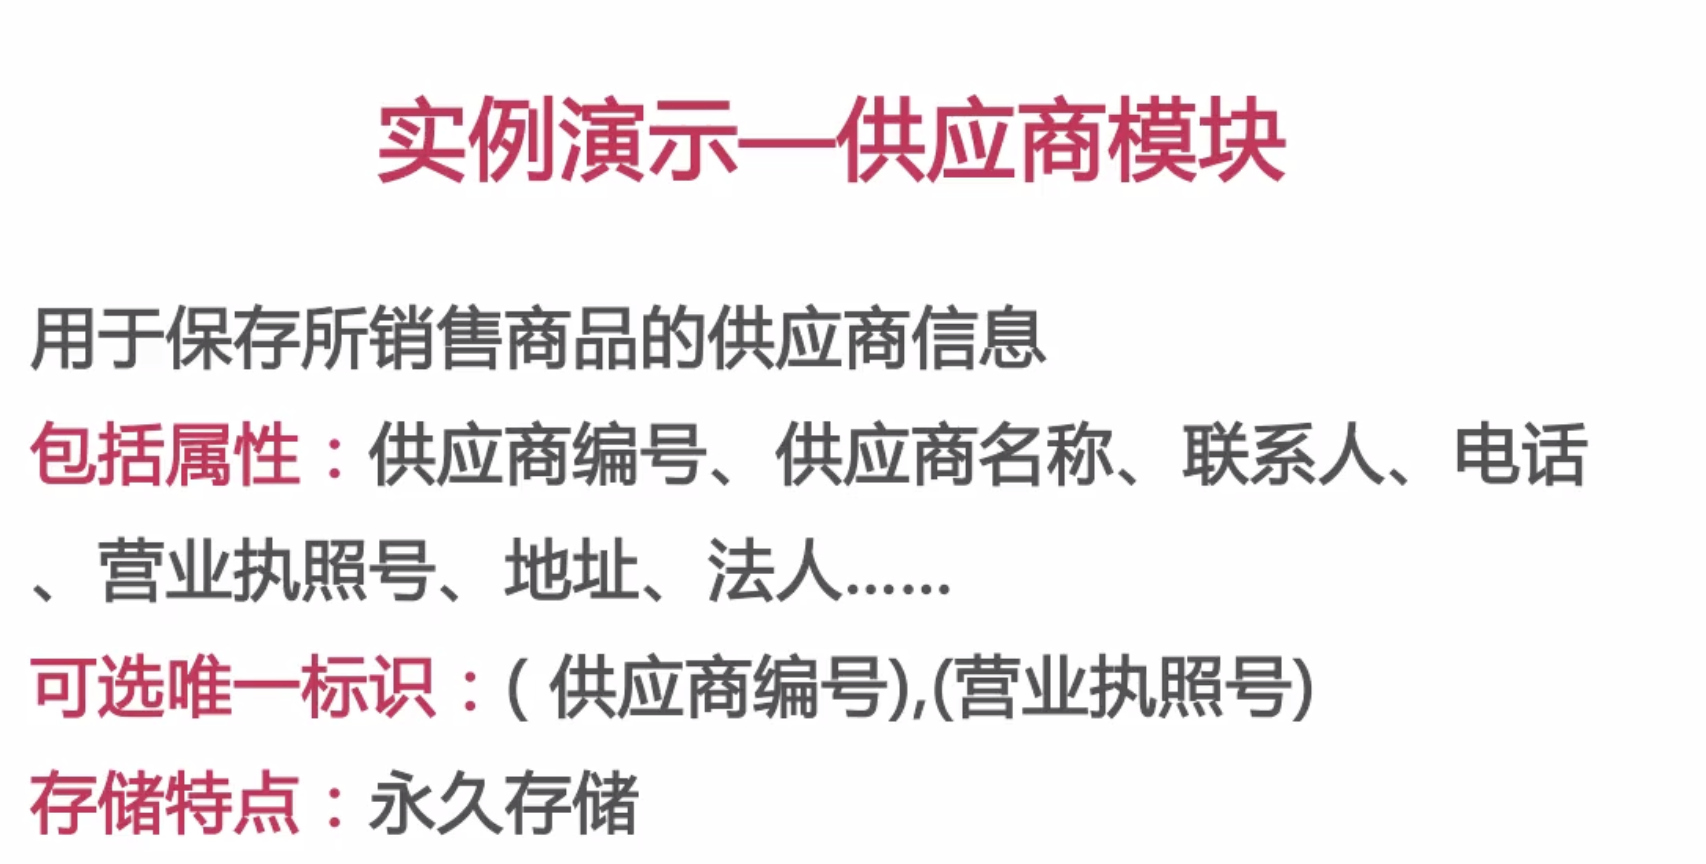 实例演示—供应商模块
用于保存所销售商品的供应商信息
包括属性：供应商编号、供应商名称、联系人、电话
、营业执照号、地址、法人……
可选唯一标识：( 供应商编号),(营业执照号)
存储特点：永久存储